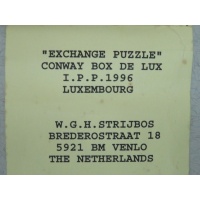 "EXCHANGE PUZZLE"
CONWAY BOX DE LUX
I.P.P.1996
LUXEMBOURG
W.G.H.STRIJBOS
BREDEROSTRAAT 18
5921 BM VENLO
THE NETHERLANDS